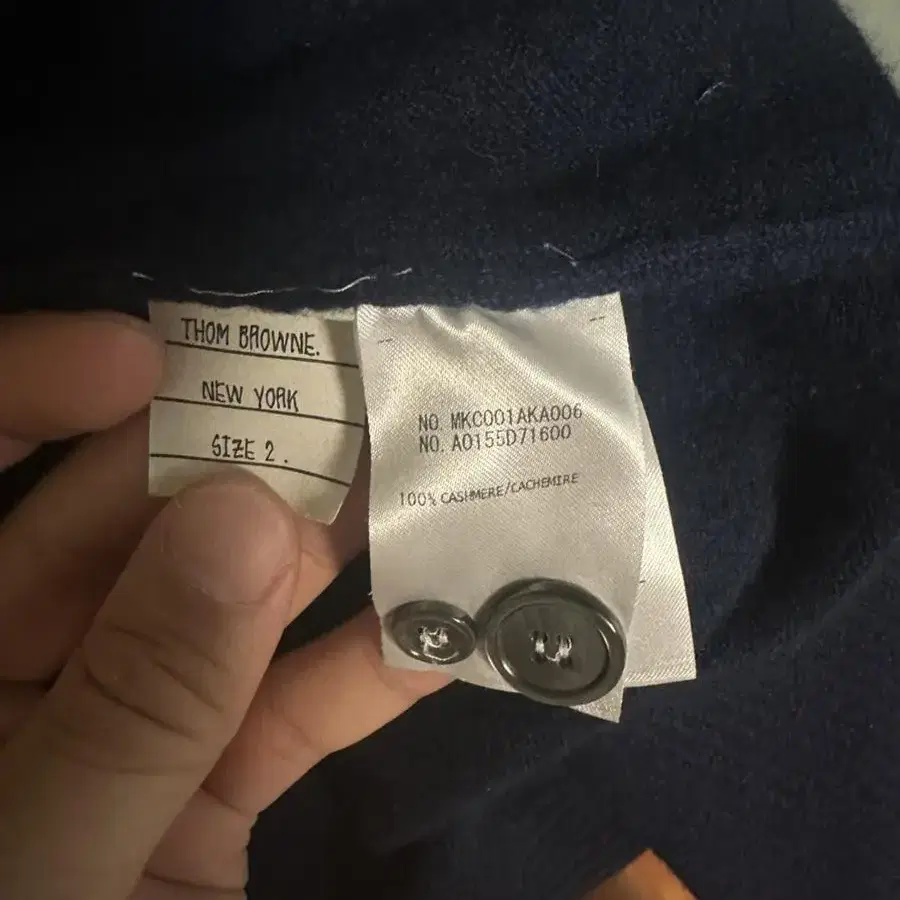 THOM BROWNE.
NEW YORK
SIZE 2.
NO. MKC001AKA006
NO. A0155D71600
100% CASHMERE/CACHEMIRE